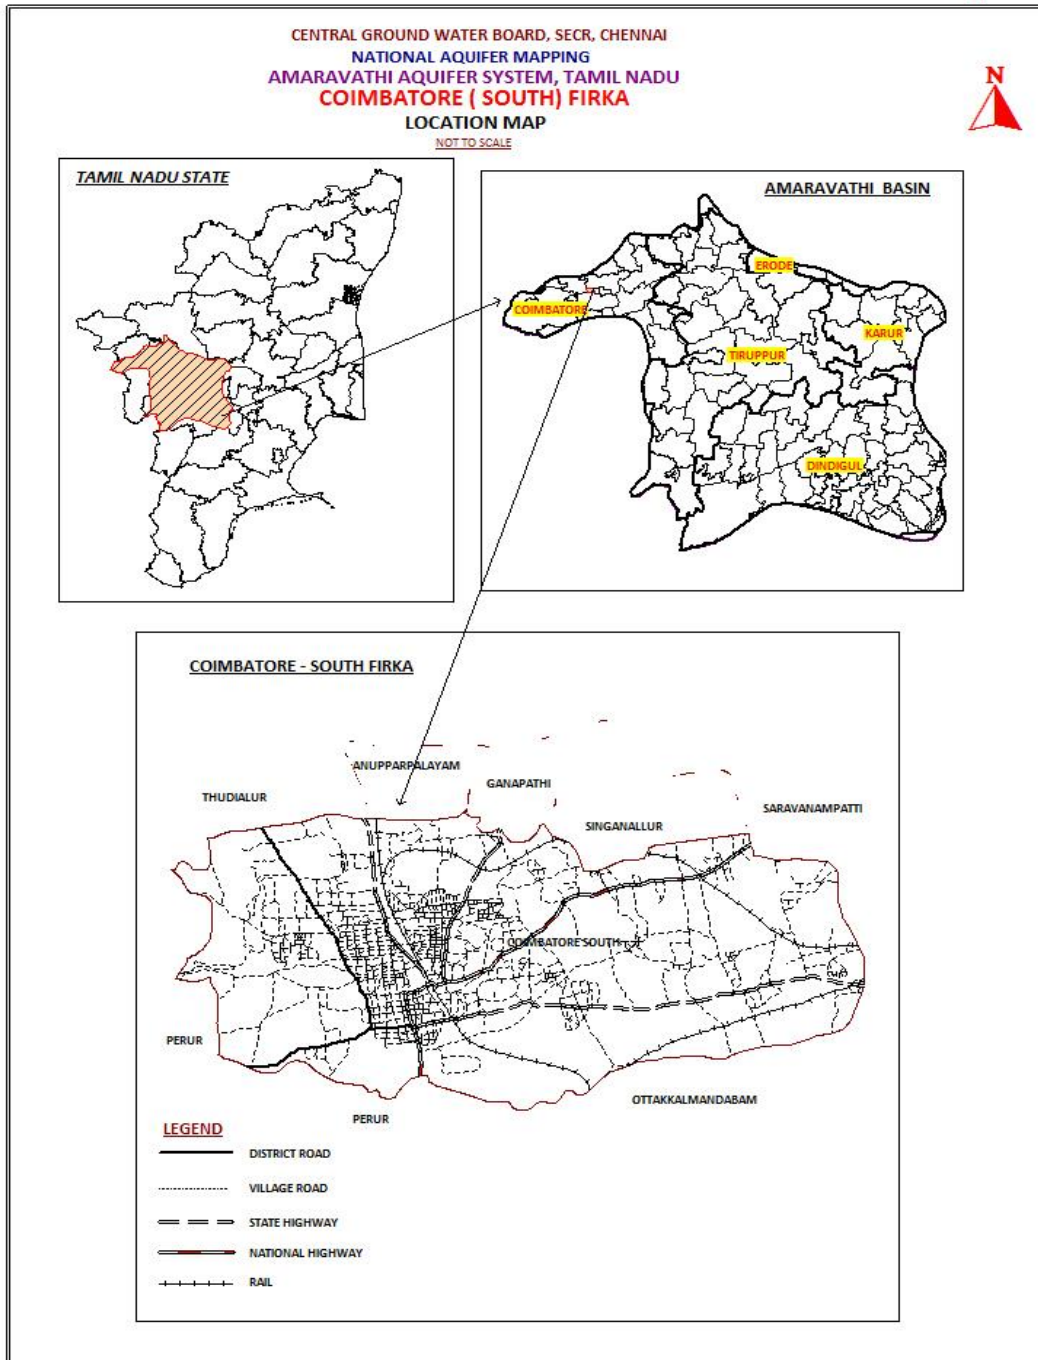 CENTRAL GROUND WATER BOARD, SECR, CHENNAI
NATIONAL AQUIFER MAPPING
AMARAVATHI AQUIFER SYSTEM, TAMIL NADU
COIMBATORE ( SOUTH) FIRKA
LOCATION MAP
NOT TO SCALE
N
TAMIL NADU STATE
AMARAVATHI BASIN
ERODE
COIMBATORE
KARUR
TIRUPPUR
DINDIGUL
COIMBATORE - SOUTH FIRKA
ANUPPARPALAYAM
GANAPATHI
THUDIALUR
SARAVANAMPATTI
SINGANALLUR
COIMBATORE SOUTH
PERUR
OTTAKKALMANDABAM
PERUR
LEGEND
DISTRICT ROAD
VILLAGE ROAD
STATE HIGHWAY
NATIONAL HIGHWAY
RAIL